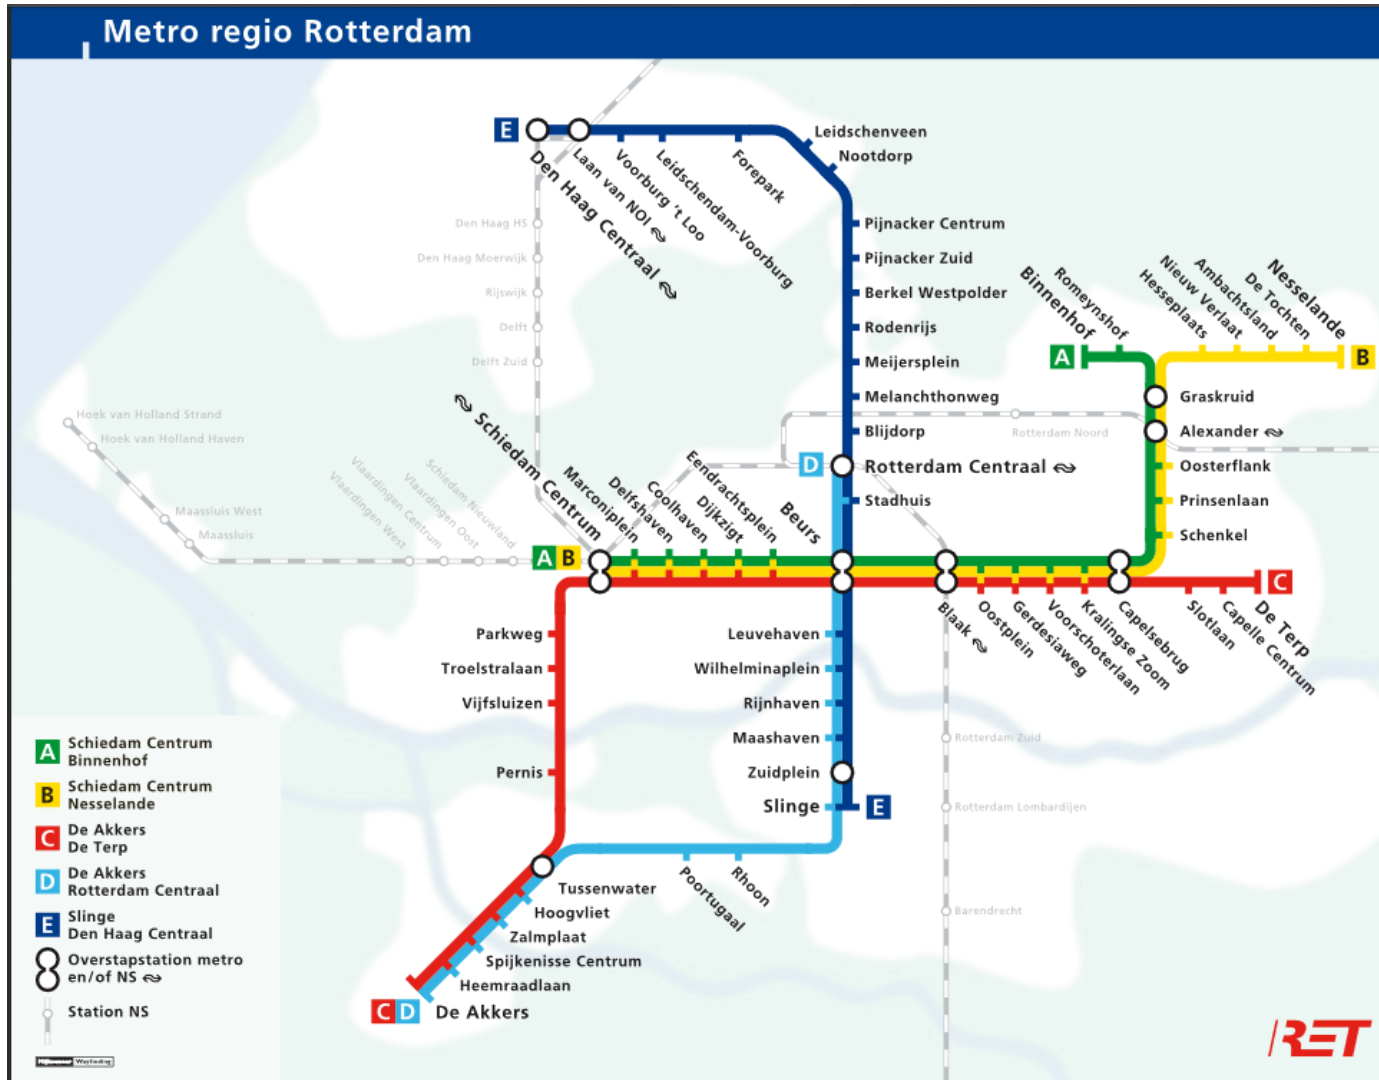 Metro regio Rotterdam
E
Den Haag Centraal
Laan van NOI
Voorburg 't Loo
Leidschendam-Voorburg
Forepark
Leidschenveen
Nootdorp
Pijnacker Centrum
Pijnacker Zuid
Berkel Westpolder
Rodenrijs
Meijersplein
Melanchthonweg
Blijdorp
D
Rotterdam Centraal
Stadhuis
Den Haag HS
Den Haag Moerwijk
Rijswijk
Delft
Delft Zuid
Hoek van Holland Strand
Hoek van Holland Haven
Maassluis West
Maassluis
Vlaardingen West
Vlaardingen Centrum
Vlaardingen Oost
Schiedam Nieuwland
Rotterdam Noord
A
Binnenhof
Romeynshof
Hesseplaats
Nieuw Verlaat
Ambachtsland
De Tochten
Nesselande
B
Graskruid
Alexander
Oosterflank
Prinsenlaan
Schenkel
A B
Schiedam Centrum
Marconiplein
Delfshaven
Coolhaven
Dijkzigt
Eendrachtsplein
Beurs
Blaak
Oostplein
Gerdesiaweg
Voorschoterlaan
Kralingse Zoom
Capelsebrug
Slotlaan
Capelle Centrum
De Terp
C
Parkweg
Troelstralaan
Vijfsluizen
Pernis
Leuvehaven
Wilhelminaplein
Rijnhaven
Maashaven
Zuidplein
Slinge
E
Rotterdam Zuid
Rotterdam Lombardijen
Barendrecht
Tussenwater
Hoogvliet
Zalmplaat
Spijkenisse Centrum
Heemraadlaan
C D
De Akkers
Poortugaal
Rhoon
A Schiedam Centrum
Binnenhof
B Schiedam Centrum
Nesselande
C De Akkers
De Terp
D De Akkers
Rotterdam Centraal
E Slinge
Den Haag Centraal
Overstapstation metro
en/of NS
Station NS
Wayfinding
RET